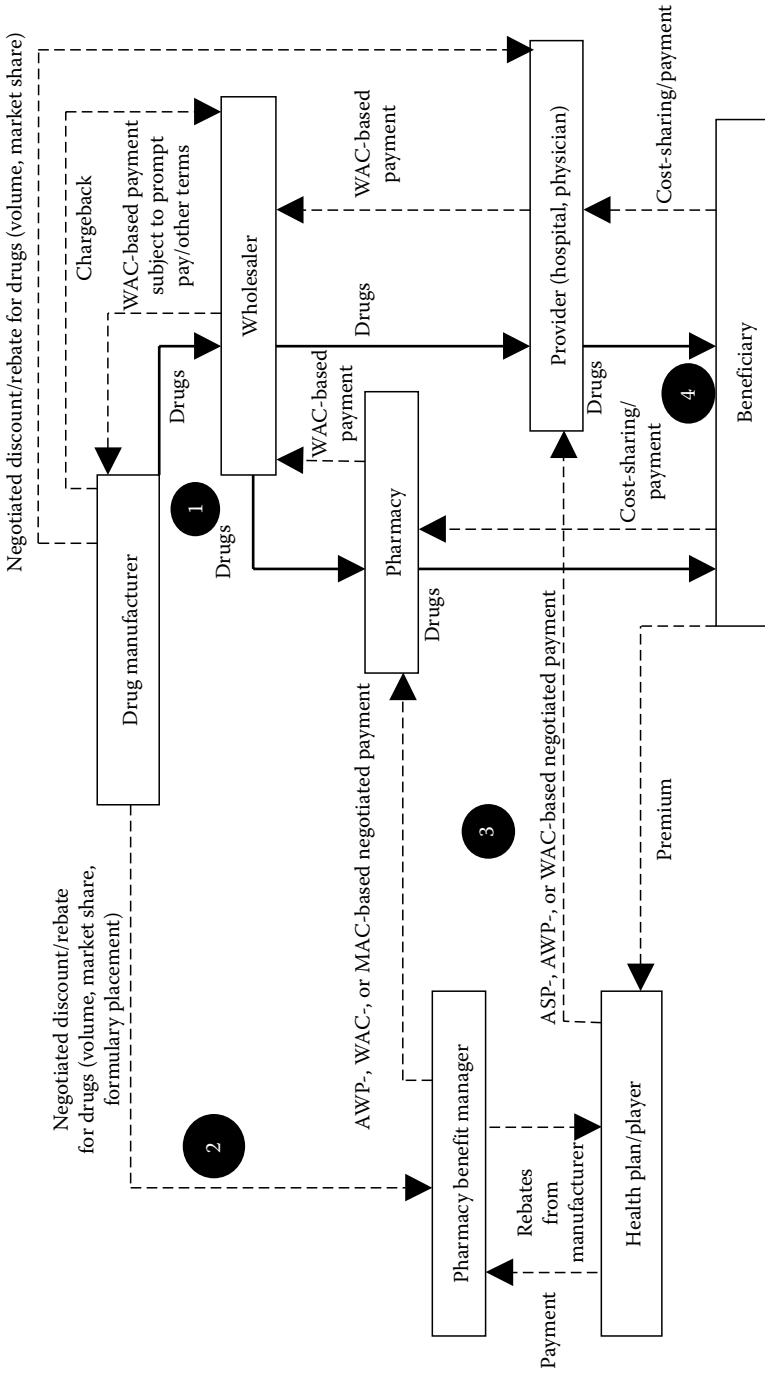 Negotiated discount/rebate for drugs (volume, market share)
Chargeback
WAC-based payment
subject to prompt
pay/other terms
Drug manufacturer
Drugs
1
Drugs
Negotiated discount/rebate
for drugs (volume, market share,
formulary placement)
2
Wholesaler
WAC-based
payment
Drugs
WAC-based
payment
Pharmacy
Drugs
AWP-, WAC-, or MAC-based negotiated payment
3
Pharmacy benefit manager
Provider (hospital, physician)
Drugs
Cost-sharing/payment
Cost-sharing/
payment
4
ASP-, AWP-, or WAC-based negotiated payment
Rebates
from
manufacturer
Payment
Health plan/player
Premium
Beneficiary